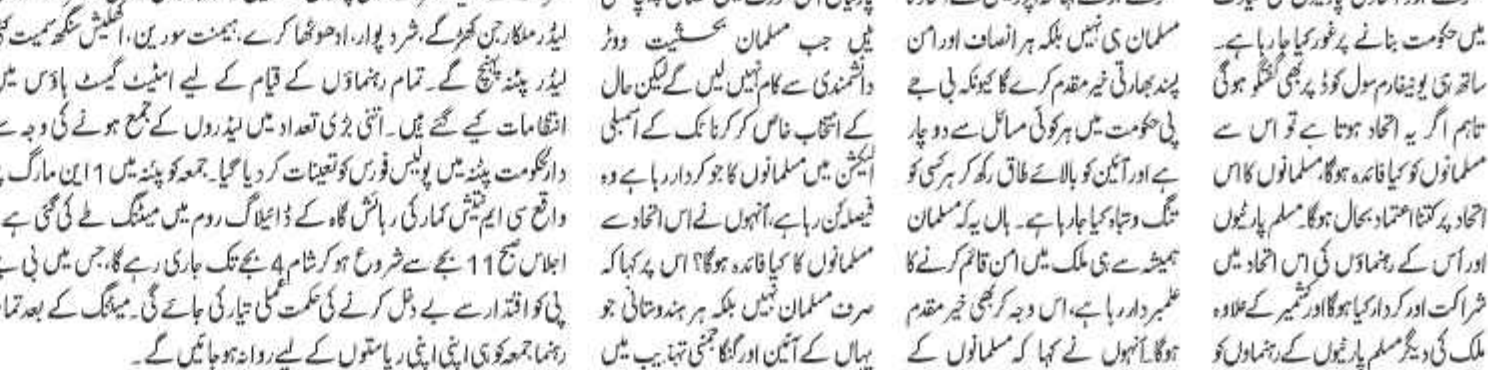 میں حکومت بنانے پرغور کیا جارہا ہے۔
ساتھ ہی یونیفارم سول کوڈ پر بھی گفتگو ہوگی
تاہم اگر یہ اتحاد ہوتا ہے تو اس سے
مسلمانوں کو کیا فائدہ ہوگا،مسلمانوں کا اس
اتحاد پر کتنا اعتماد بحال ہوگا۔مسلم پارٹیوں
اور اُس کے رہنماؤں کی اس اتحاد میں
شراکت اور کردار کیا ہوگا اور کشمیر کے علاوہ
ملک کی دیگر مسلم پارٹیوں کے رہنماوں کو
مسلمان ہی نہیں بلکہ ہر انصاف اور امن
پسند بھارتی خیر مقدم کرے گا کیونکہ بی جے
پی حکومت میں ہر کوئی مسائل سے دو چار
ہے اور آئین کو بالائے طاق رکھ کر ہر کسی کو
تنگ وتباہ کیا جارہا ہے۔ ہاں یہ کہ مسلمان
ہمیشہ سے ہی ملک میں امن قائم کرنے کا
علمبردار رہا ہے،اس وجہ کر بھی خیر مقدم
ہوگا۔اُنہوں نے کہا کہ مسلمانوں کے
ہیں جب مسلمان بحیثیت ووٹر
دانشمندی سے کام نہیں لیں گے لیکن حال
کے انتخاب خاص کر کرناٹک کے اسمبلی
الیکشن میں مسلمانوں کا جو کردار رہا ہے وہ
فیصلہ کن رہا ہے،اُنہوں نے اس اتحاد سے
مسلمانوں کا کیا فائدہ ہوگا؟ اس پر کہا کہ
صرف مسلمان نہیں بلکہ ہر ہندوستانی جو
یہاں کے آئین اور گنگا جمنی تہذیب میں
لیڈر ملکارجن کھڑگے،شرد پوار،ادھو ٹھاکرے،ہیمنت سورین،اکھلیش سنگھ سمیت کئی
لیڈر پٹنہ پہنچ گے۔تمام رہنماؤں کے قیام کے لیے اسٹیٹ گیسٹ ہاؤس میں
انتظامات کیے گئے ہیں۔اتنی بڑی تعداد میں لیڈروں کے جمع ہونے کی وجہ سے
دارالحکومت پٹنہ میں پولیس فورس کو تعینات کر دیا گیا۔جمعہ کو پٹنہ میں 1 این مارگ
واقع سی ایم نتیش کمار کی رہائش گاہ کے ڈائیلاگ روم میں میٹنگ طے کی گئی ہے
اجلاس صبح 11 بجے سے شروع ہو کر شام 4 بجے تک جاری رہے گا،جس میں بی جے
پی کو اقتدار سے بے دخل کرنے کی حکمت عملی تیار کی جائے گی۔میٹنگ کے بعد تمام
رہنما جمعہ کو ہی اپنی اپنی ریاستوں کے لیے روانہ ہو جائیں گے۔